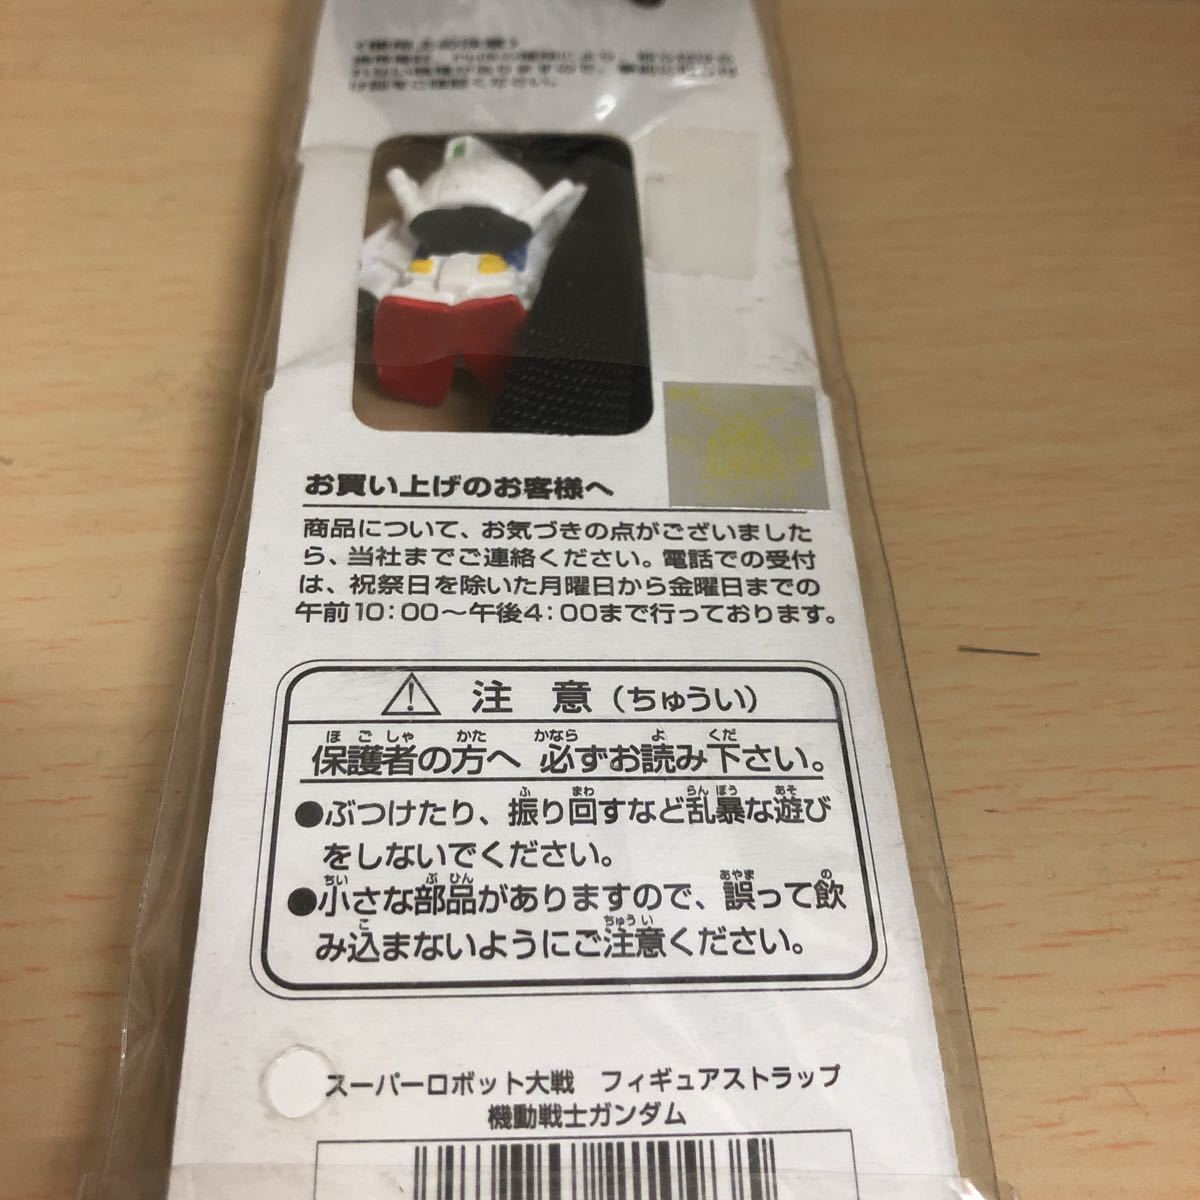 お買い上げのお客様へ
商品について、お気づきの点がございました
ら、当社までご連絡ください。電話での受付
は、祝祭日を除いた月曜日から金曜日までの
午前10:00〜午後4:00まで行っております。
注 意 (ちゅうい)
保護者の方へ 必ずお読み下さい。
●ぶつけたり、振り回すなど乱暴な遊び
をしないでください。
●小さな部品がありますので、誤って飲
み込まないようにご注意ください。
スーパーロボット大戦 フィギュアストラップ
機動戦士ガンダム